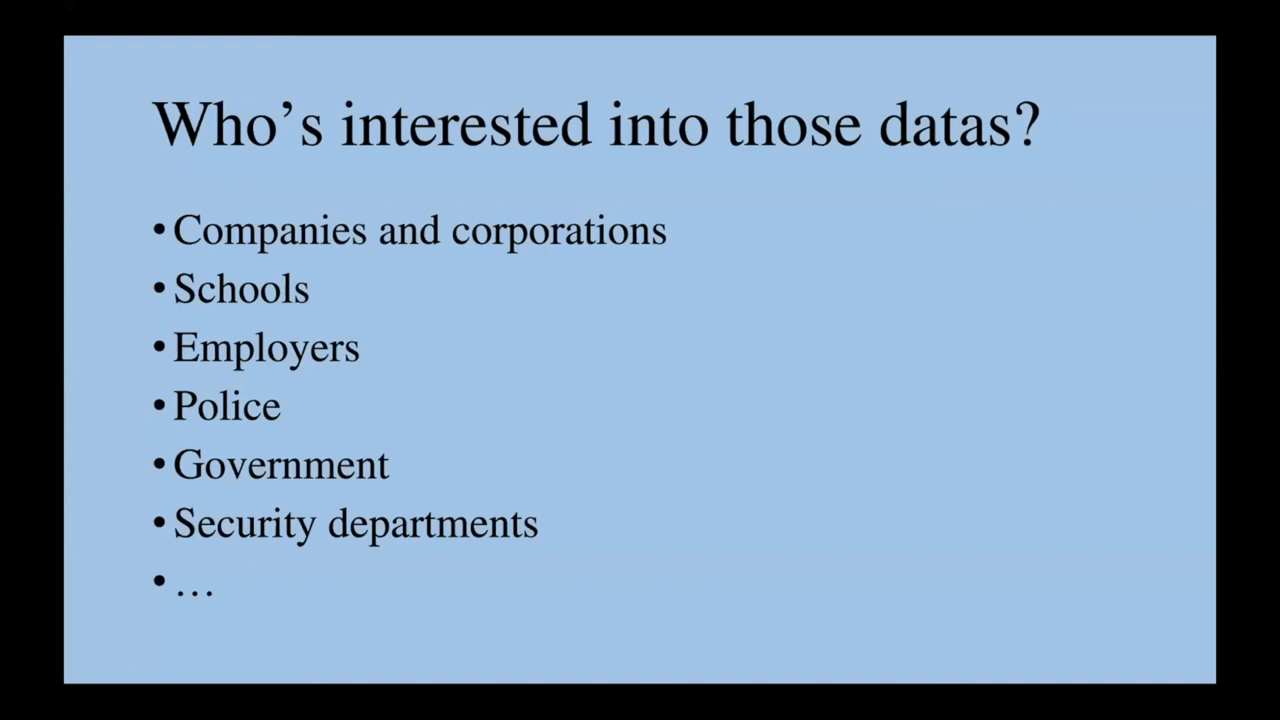 Who’s interested into those datas?
• Companies and corporations
• Schools
• Employers
• Police
• Government
• Security departments
• …